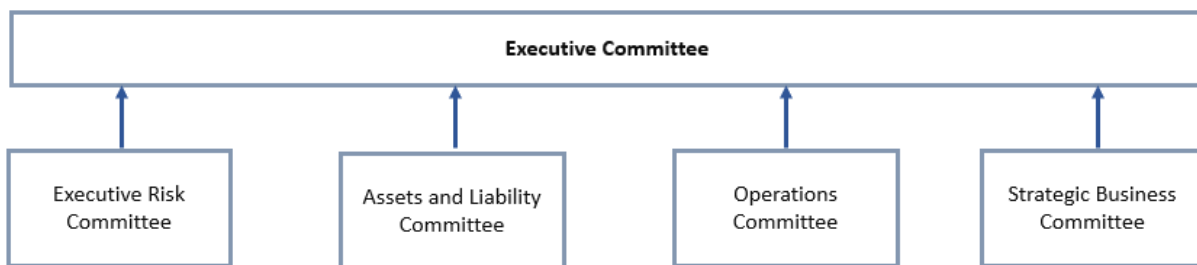 Executive Committee
Executive Risk
Committee
Assets and Liability
Committee
Operations
Committee
Strategic Business
Committee